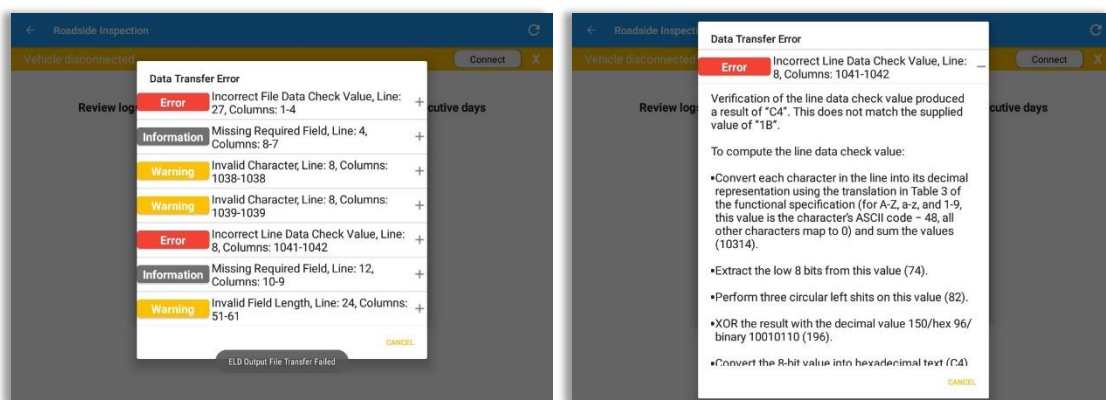 Roadside Inspection
Vehicle disconnected
Connect
X
Review logs
cutive days
Data Transfer Error
Error
Incorrect File Data Check Value, Line:
27, Columns: 1-4
+
Information
Missing Required Field, Line: 4,
Columns: 8-7
+
Warning
Invalid Character, Line: 8, Columns:
1038-1038
+
Warning
Invalid Character, Line: 8, Columns:
1039-1039
+
Error
Incorrect Line Data Check Value, Line:
8, Columns: 1041-1042
+
Information
Missing Required Field, Line: 12,
Columns: 10-9
+
Warning
Invalid Field Length, Line: 24, Columns:
51-61
+
CANCEL
ELD Output File Transfer Failed
Roadside Inspecti
Vehicle disconnected
Connect
X
Review logs
cutive days
Data Transfer Error
Error
Incorrect Line Data Check Value, Line:
8, Columns: 1041-1042
−
Verification of the line data check value produced
a result of “C4”. This does not match the supplied
value of “1B”.
To compute the line data check value:
•Convert each character in the line into its decimal
representation using the translation in Table 3 of
the functional specification (for A-Z, a-z, and 1-9,
this value is the character's ASCII code − 48, all
other characters map to 0) and sum the values
(10314).
•Extract the low 8 bits from this value (74).
•Perform three circular left shits on this value (82).
•XOR the result with the decimal value 150/hex 96/
binary 10010110 (196).
•Convert the 8-bit value into hexadecimal text (C4)
CANCEL